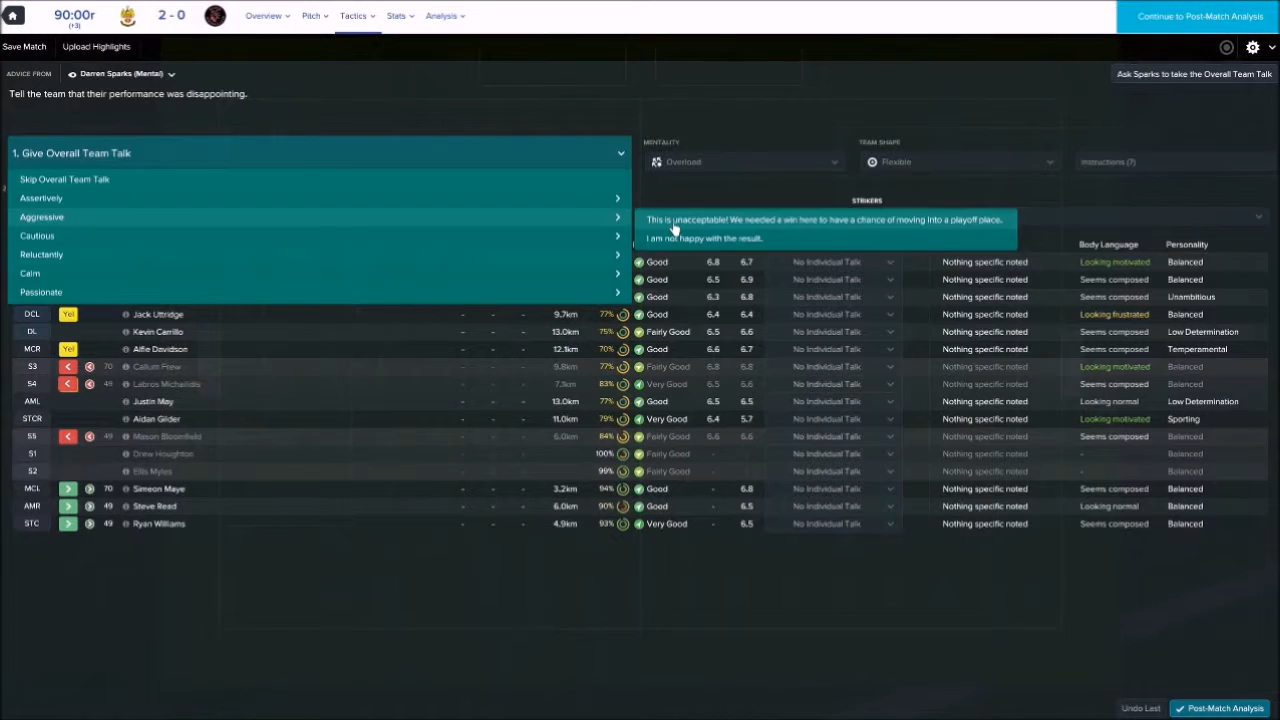 90:00r
(+3)
2 - 0
Overview
Pitch
Tactics
Stats
Analysis
Continue to Post-Match Analysis
Save Match
Upload Highlights
ADVICE FROM
Darren Sparks (Mental)
Ask Sparks to take the Overall Team Talk
Tell the team that their performance was disappointing.
MENTALITY
TEAM SHAPE
1. Give Overall Team Talk
Overload
Flexible
Instructions (7)
Skip Overall Team Talk
Assertively
STRIKERS
Aggressive
This is unacceptable! We needed a win here to have a chance of moving into a playoff place.
Cautious
I am not happy with the result.
Body Language
Personality
Reluctantly
Good 6.8 6.7 No Individual Talk Nothing specific noted Looking motivated Balanced
Calm
Good 6.5 6.9 No Individual Talk Nothing specific noted Seems composed Balanced
Passionate
Good 6.3 6.8 No Individual Talk Nothing specific noted Seems composed Unambitious
DCL Yel Jack Uttridge - - - 9.7km 77% Good 6.4 6.4 No Individual Talk Nothing specific noted Looking frustrated Balanced
DL Kevin Carrillo - - - 13.0km 75% Fairly Good 6.5 6.6 No Individual Talk Nothing specific noted Seems composed Low Determination
MCR Yel Alfie Davidson - - - 12.1km 70% Good 6.6 6.7 No Individual Talk Nothing specific noted Seems composed Temperamental
S3 70 Callum Frew - - - 9.8km 77% Fairly Good 6.8 6.8 No Individual Talk Nothing specific noted Looking motivated Balanced
S4 49 Labros Michailidis - - - 7.1km 83% Very Good 6.5 6.6 No Individual Talk Nothing specific noted Seems composed Balanced
AML Justin May - - - 13.0km 77% Good 6.5 6.5 No Individual Talk Nothing specific noted Looking normal Low Determination
STCR Aidan Gilder - - - 11.0km 79% Very Good 6.4 5.7 No Individual Talk Nothing specific noted Looking motivated Sporting
S5 49 Mason Bloomfield - - - 6.0km 84% Fairly Good 6.6 6.6 No Individual Talk Nothing specific noted Seems composed Balanced
S1 Drew Houghton - - - 100% Fairly Good - - No Individual Talk Nothing specific noted - Balanced
S2 Ellis Myles - - - 99% Fairly Good - - No Individual Talk Nothing specific noted - Balanced
MCL 70 Simeon Maye - - - 3.2km 94% Good - 6.8 No Individual Talk Nothing specific noted Seems composed Balanced
AMR 49 Steve Read - - - 6.0km 90% Good - 6.5 No Individual Talk Nothing specific noted Looking normal Balanced
STC 49 Ryan Williams - - - 4.9km 93% Very Good - 6.5 No Individual Talk Nothing specific noted Seems composed Balanced
Undo Last
Post-Match Analysis